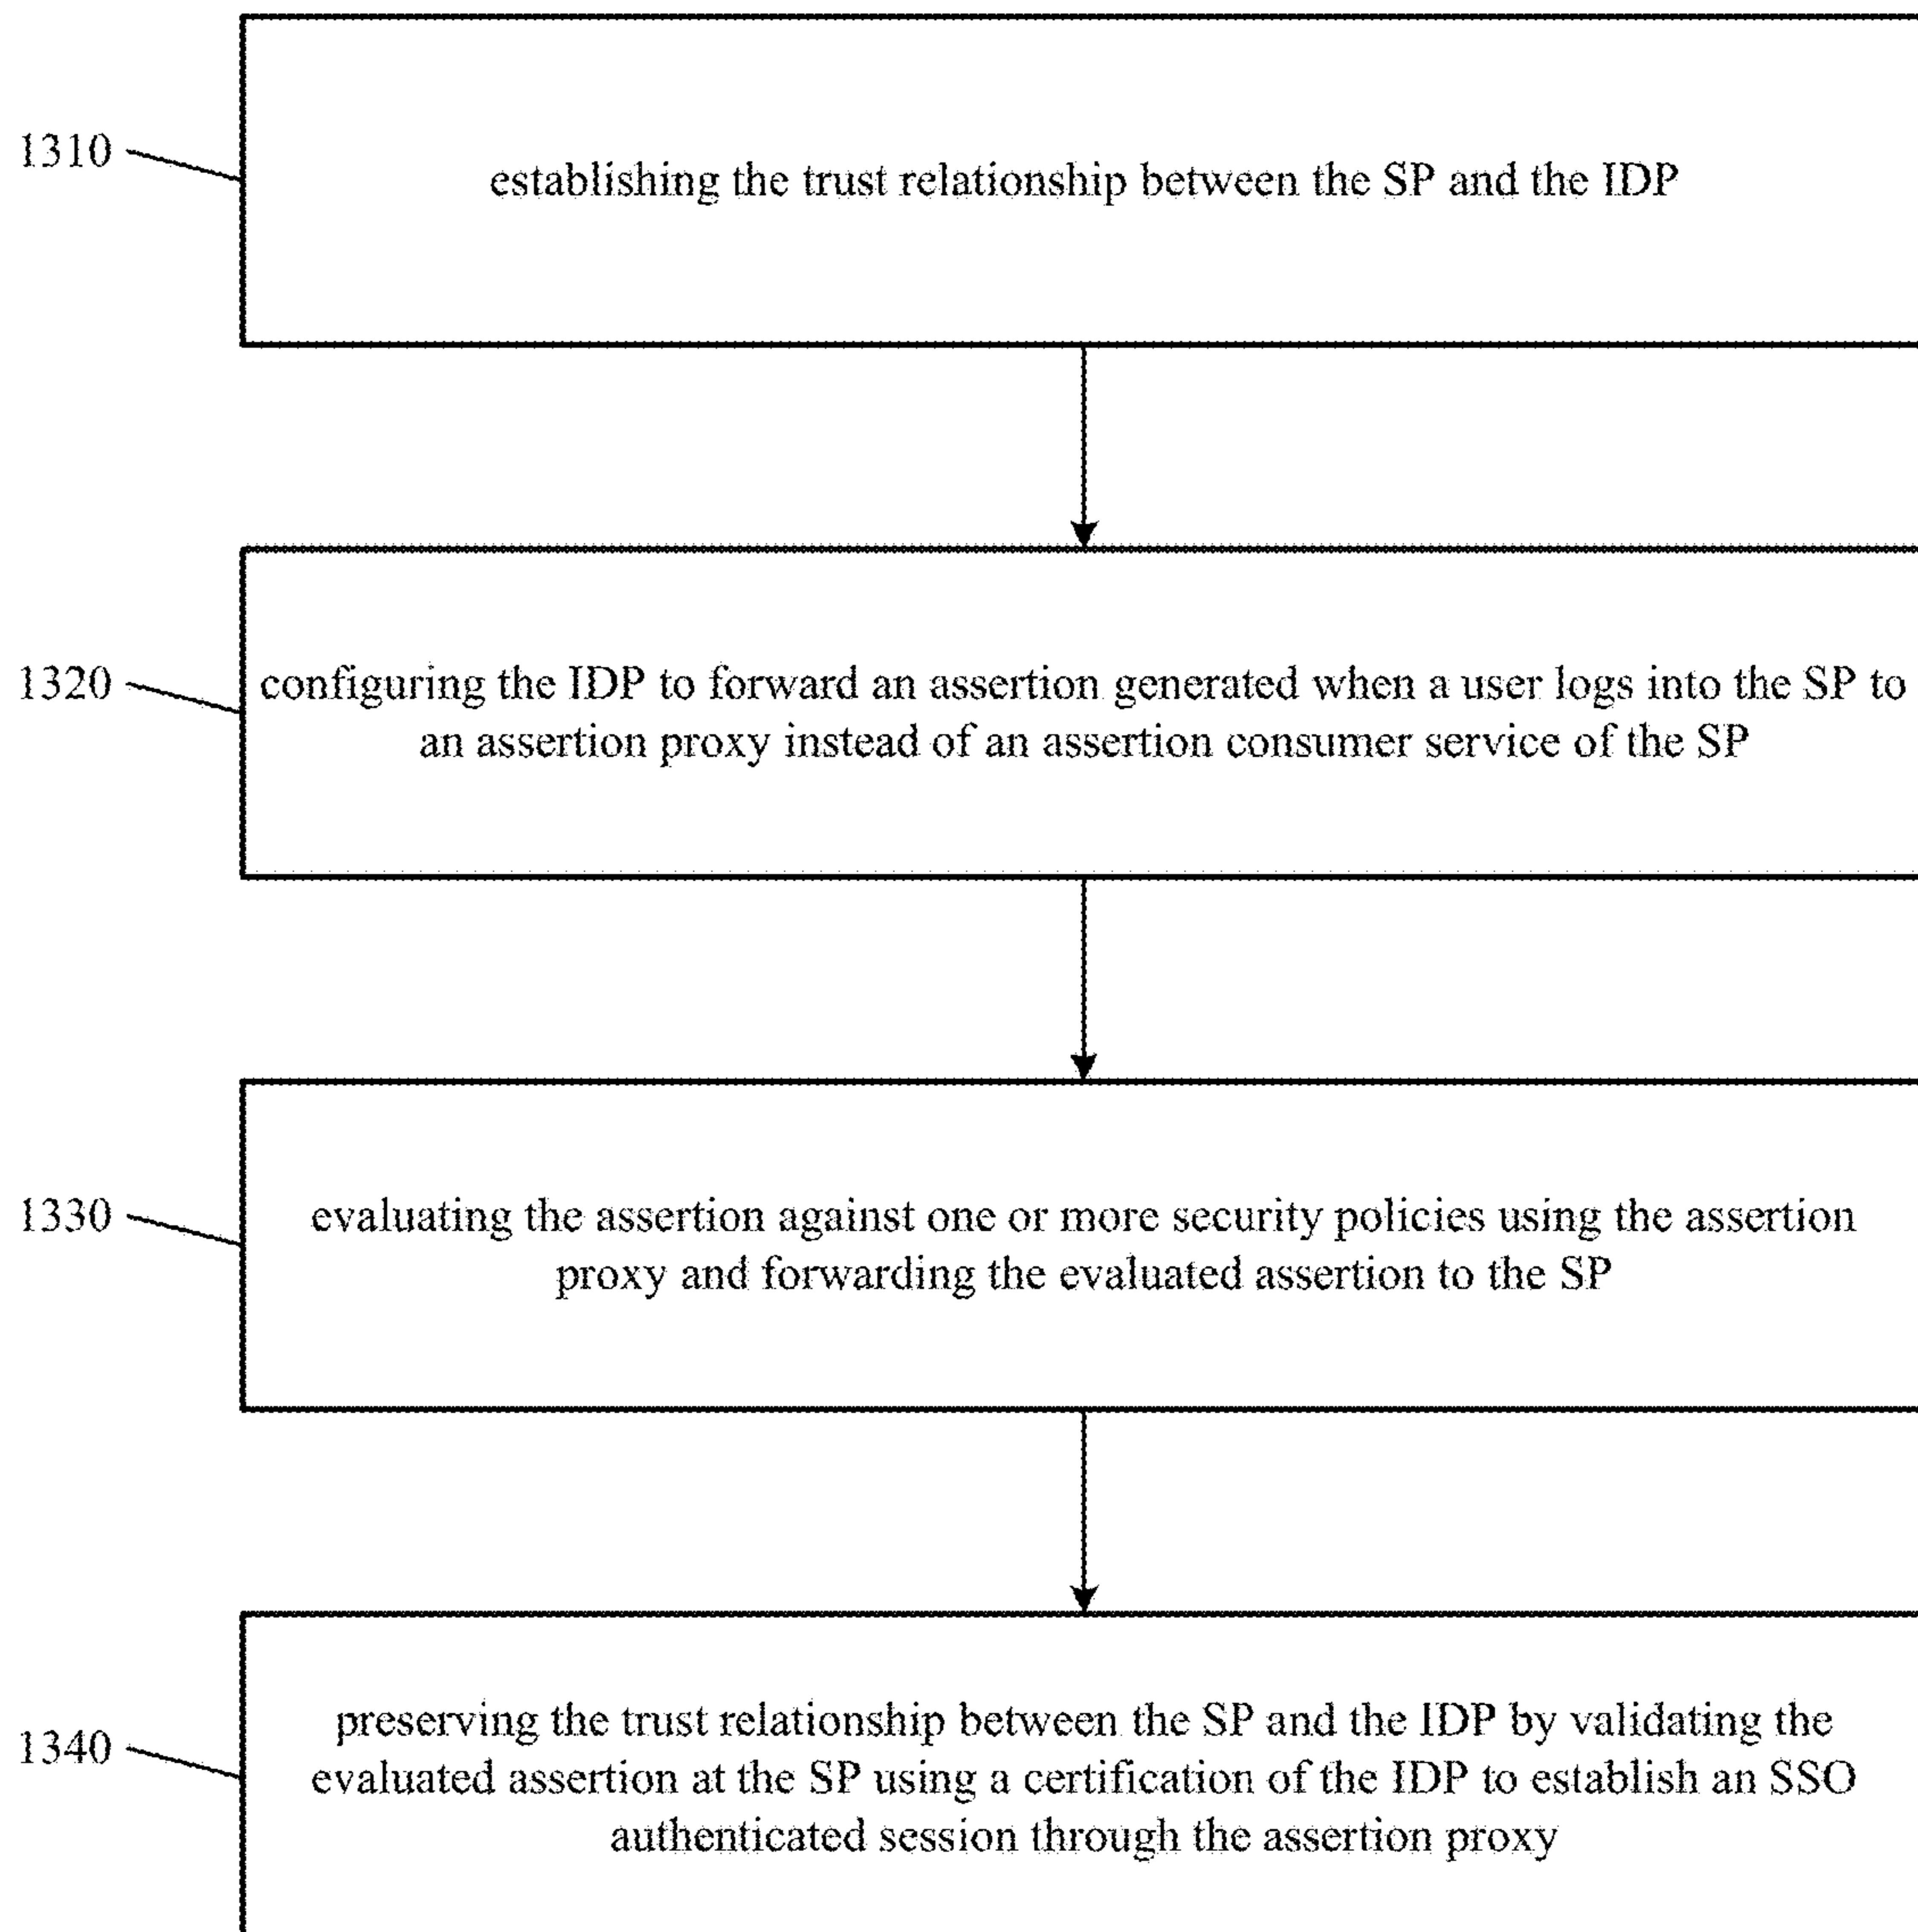 1310
establishing the trust relationship between the SP and the IDP
1320
configuring the IDP to forward an assertion generated when a user logs into the SP to
an assertion proxy instead of an assertion consumer service of the SP
1330
evaluating the assertion against one or more security policies using the assertion
proxy and forwarding the evaluated assertion to the SP
1340
preserving the trust relationship between the SP and the IDP by validating the
evaluated assertion at the SP using a certification of the IDP to establish an SSO
authenticated session through the assertion proxy